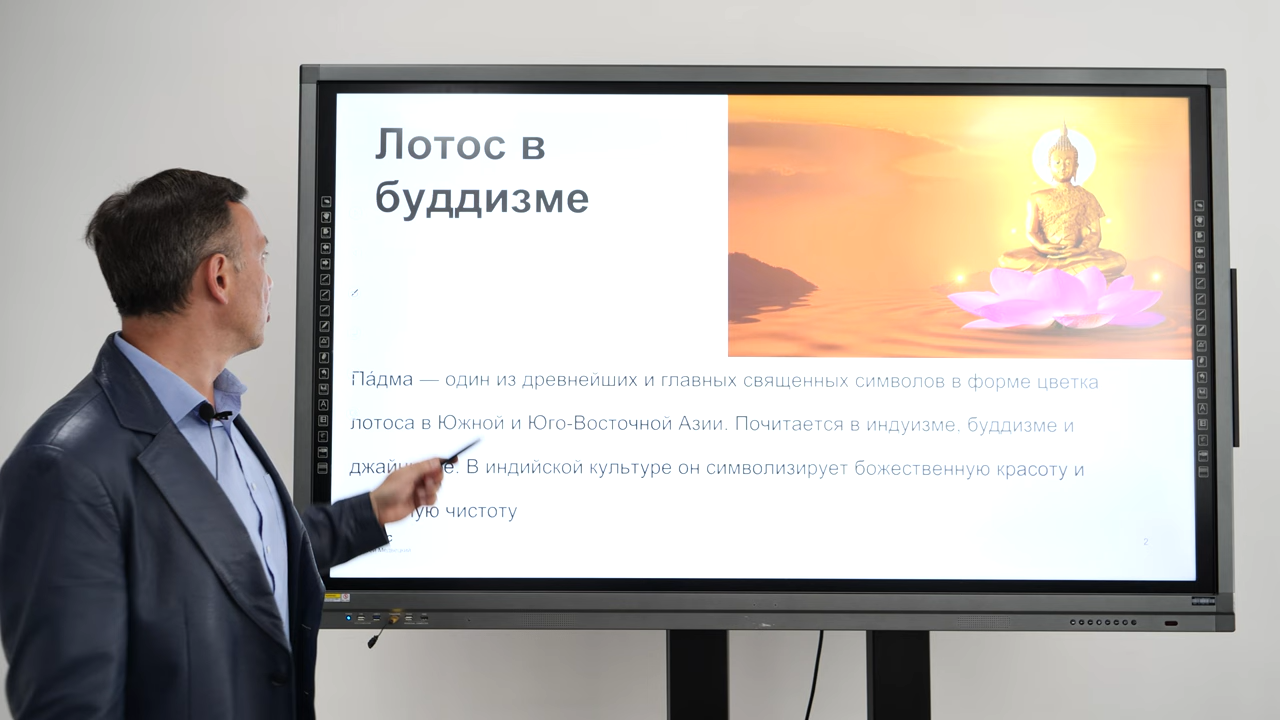 Лотос в
буддизме
Па́дма — один из древнейших и главных священных символов в форме цветка
лотоса в Южной и Юго-Восточной Азии. Почитается в индуизме, буддизме и
В индийской культуре он символизирует божественную красоту и
чистоту
2